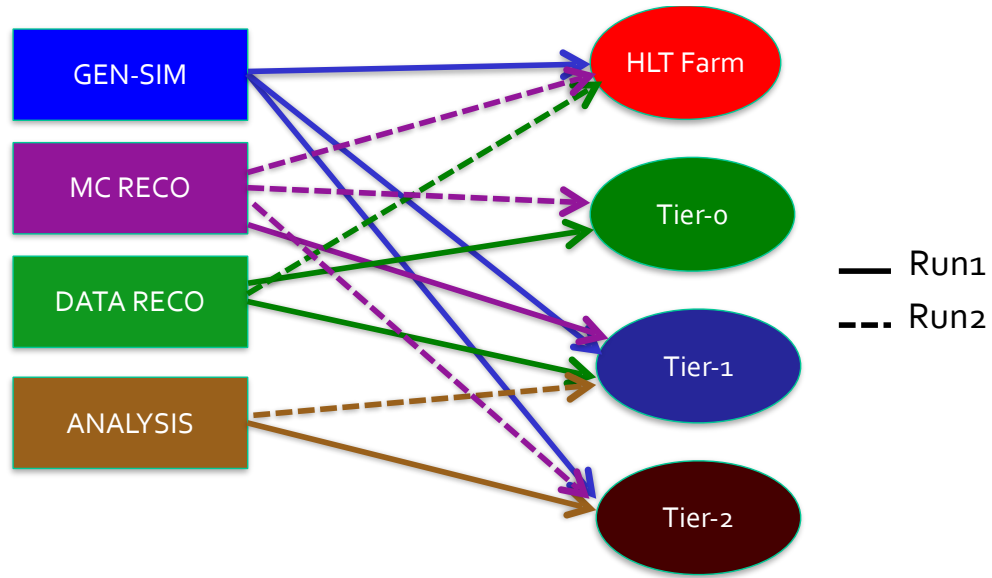 GEN-SIM
MC RECO
DATA RECO
ANALYSIS
HLT Farm
Tier-0
Tier-1
Tier-2
Run1
Run2